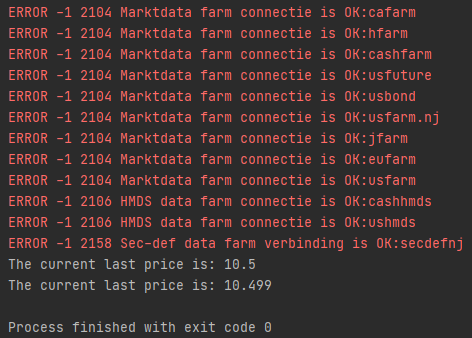 ERROR -1 2104 Marktdata farm connectie is OK:cafarm
ERROR -1 2104 Marktdata farm connectie is OK:hfarm
ERROR -1 2104 Marktdata farm connectie is OK:cashfarm
ERROR -1 2104 Marktdata farm connectie is OK:usfuture
ERROR -1 2104 Marktdata farm connectie is OK:usbond
ERROR -1 2104 Marktdata farm connectie is OK:usfarm.nj
ERROR -1 2104 Marktdata farm connectie is OK:jfarm
ERROR -1 2104 Marktdata farm connectie is OK:eufarm
ERROR -1 2104 Marktdata farm connectie is OK:usfarm
ERROR -1 2106 HMDS data farm connectie is OK:cashhmds
ERROR -1 2106 HMDS data farm connectie is OK:ushmds
ERROR -1 2158 Sec-def data farm verbinding is OK:secdefnj
The current last price is: 10.5
The current last price is: 10.499
Process finished with exit code 0